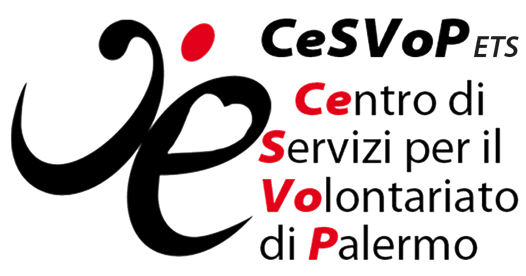 CeSVoP ETS
Centro di
Servizi per il
Volontariato
di Palermo